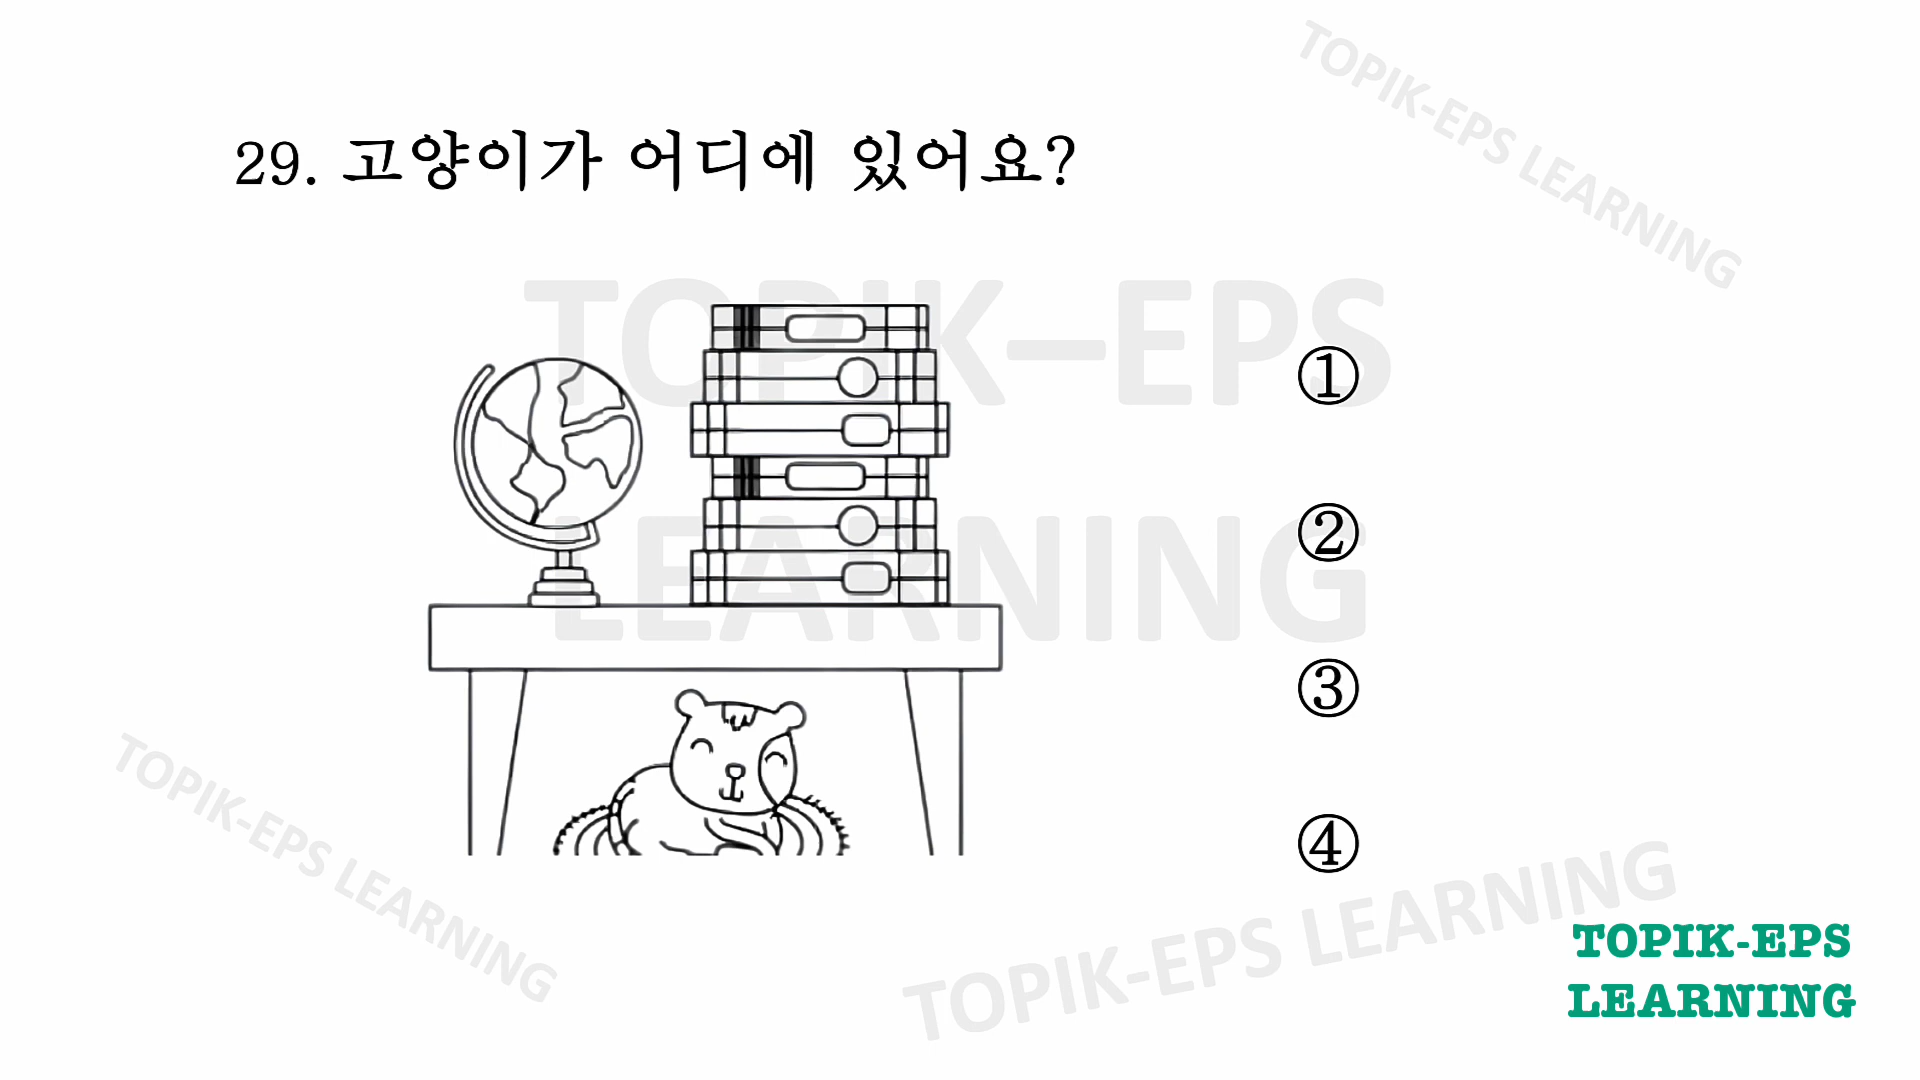 TOPIK-EPS LEARNING
29. 고양이가 어디에 있어요?
TOPIK-EPS
LEARNING
①
②
③
④
TOPIK-EPS LEARNING
TOPIK-EPS LEARNING
TOPIK-EPS
LEARNING